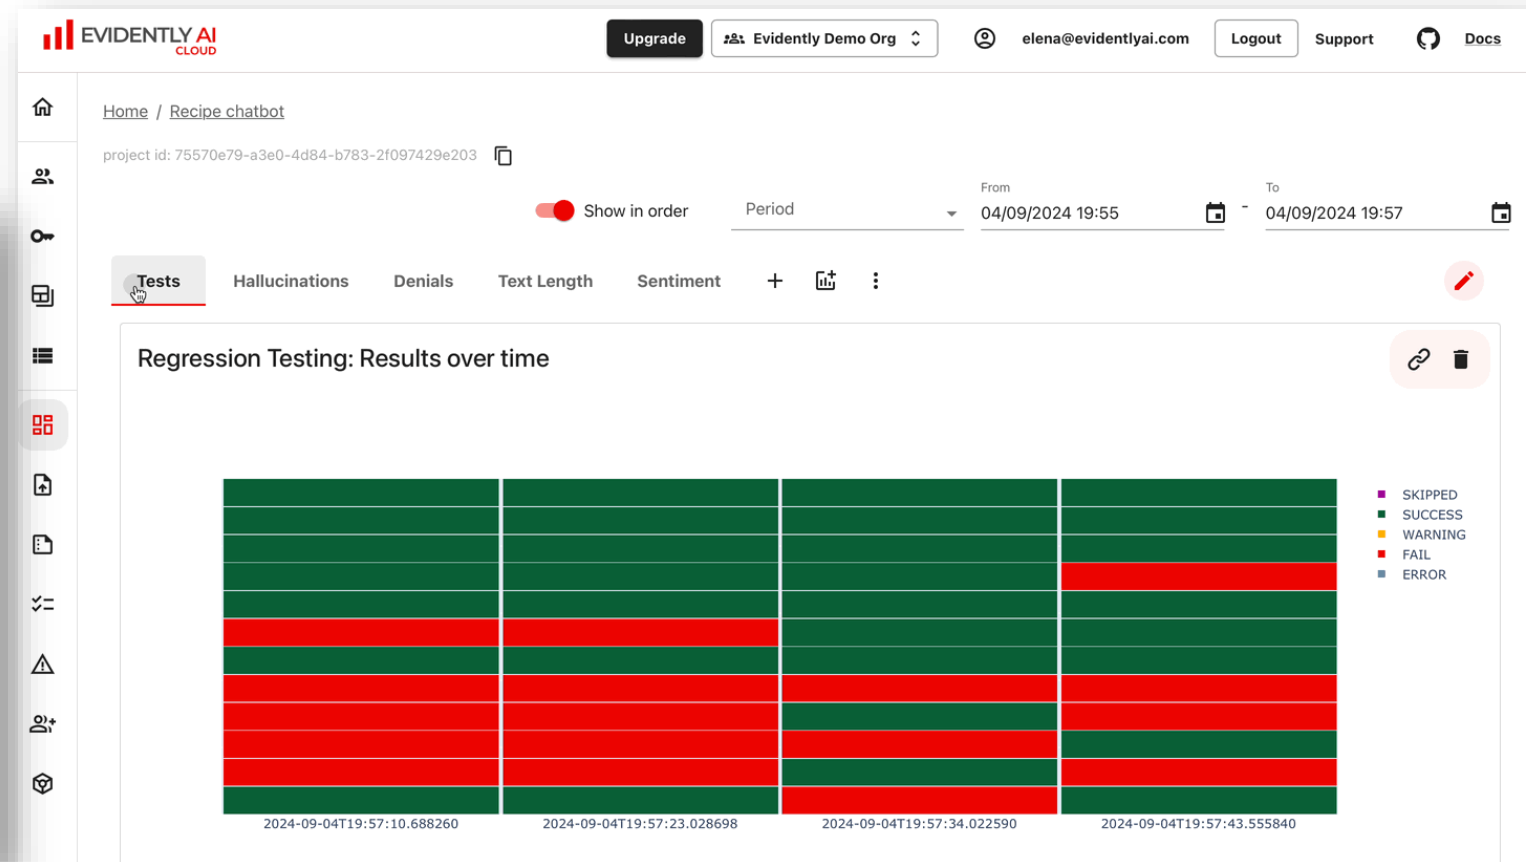 EVIDENTLY AI
CLOUD
Upgrade
Evidently Demo Org
elena@evidentlyai.com
Logout
Support
Docs
Home / Recipe chatbot
project id: 75570e79-a3e0-4d84-b783-2f097429e203
Show in order
Period
From
04/09/2024 19:55
-
To
04/09/2024 19:57
Tests
Hallucinations
Denials
Text Length
Sentiment
Regression Testing: Results over time
SKIPPED
SUCCESS
WARNING
FAIL
ERROR
2024-09-04T19:57:10.688260
2024-09-04T19:57:23.028698
2024-09-04T19:57:34.022590
2024-09-04T19:57:43.555840